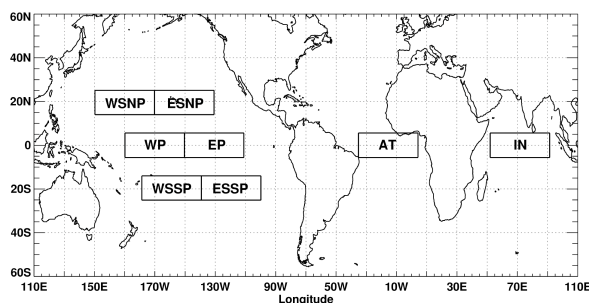 60N
40N
20N
WSNP ESNP
0
WP EP AT IN
20S
WSSP ESSP
40S
60S
110E 150E 170W 130W 90W 50W 10W 30E 70E 110E
Longitude